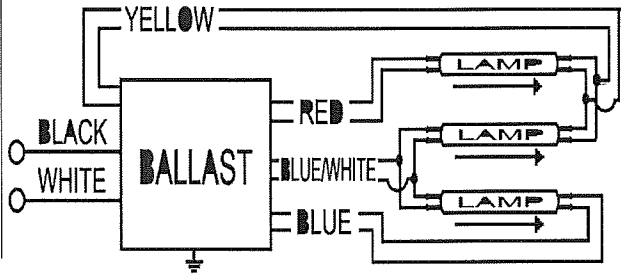 YELLOW
LAMP
RED
BLACK
LAMP
BALLAST
BLUE/WHITE
WHITE
LAMP
BLUE